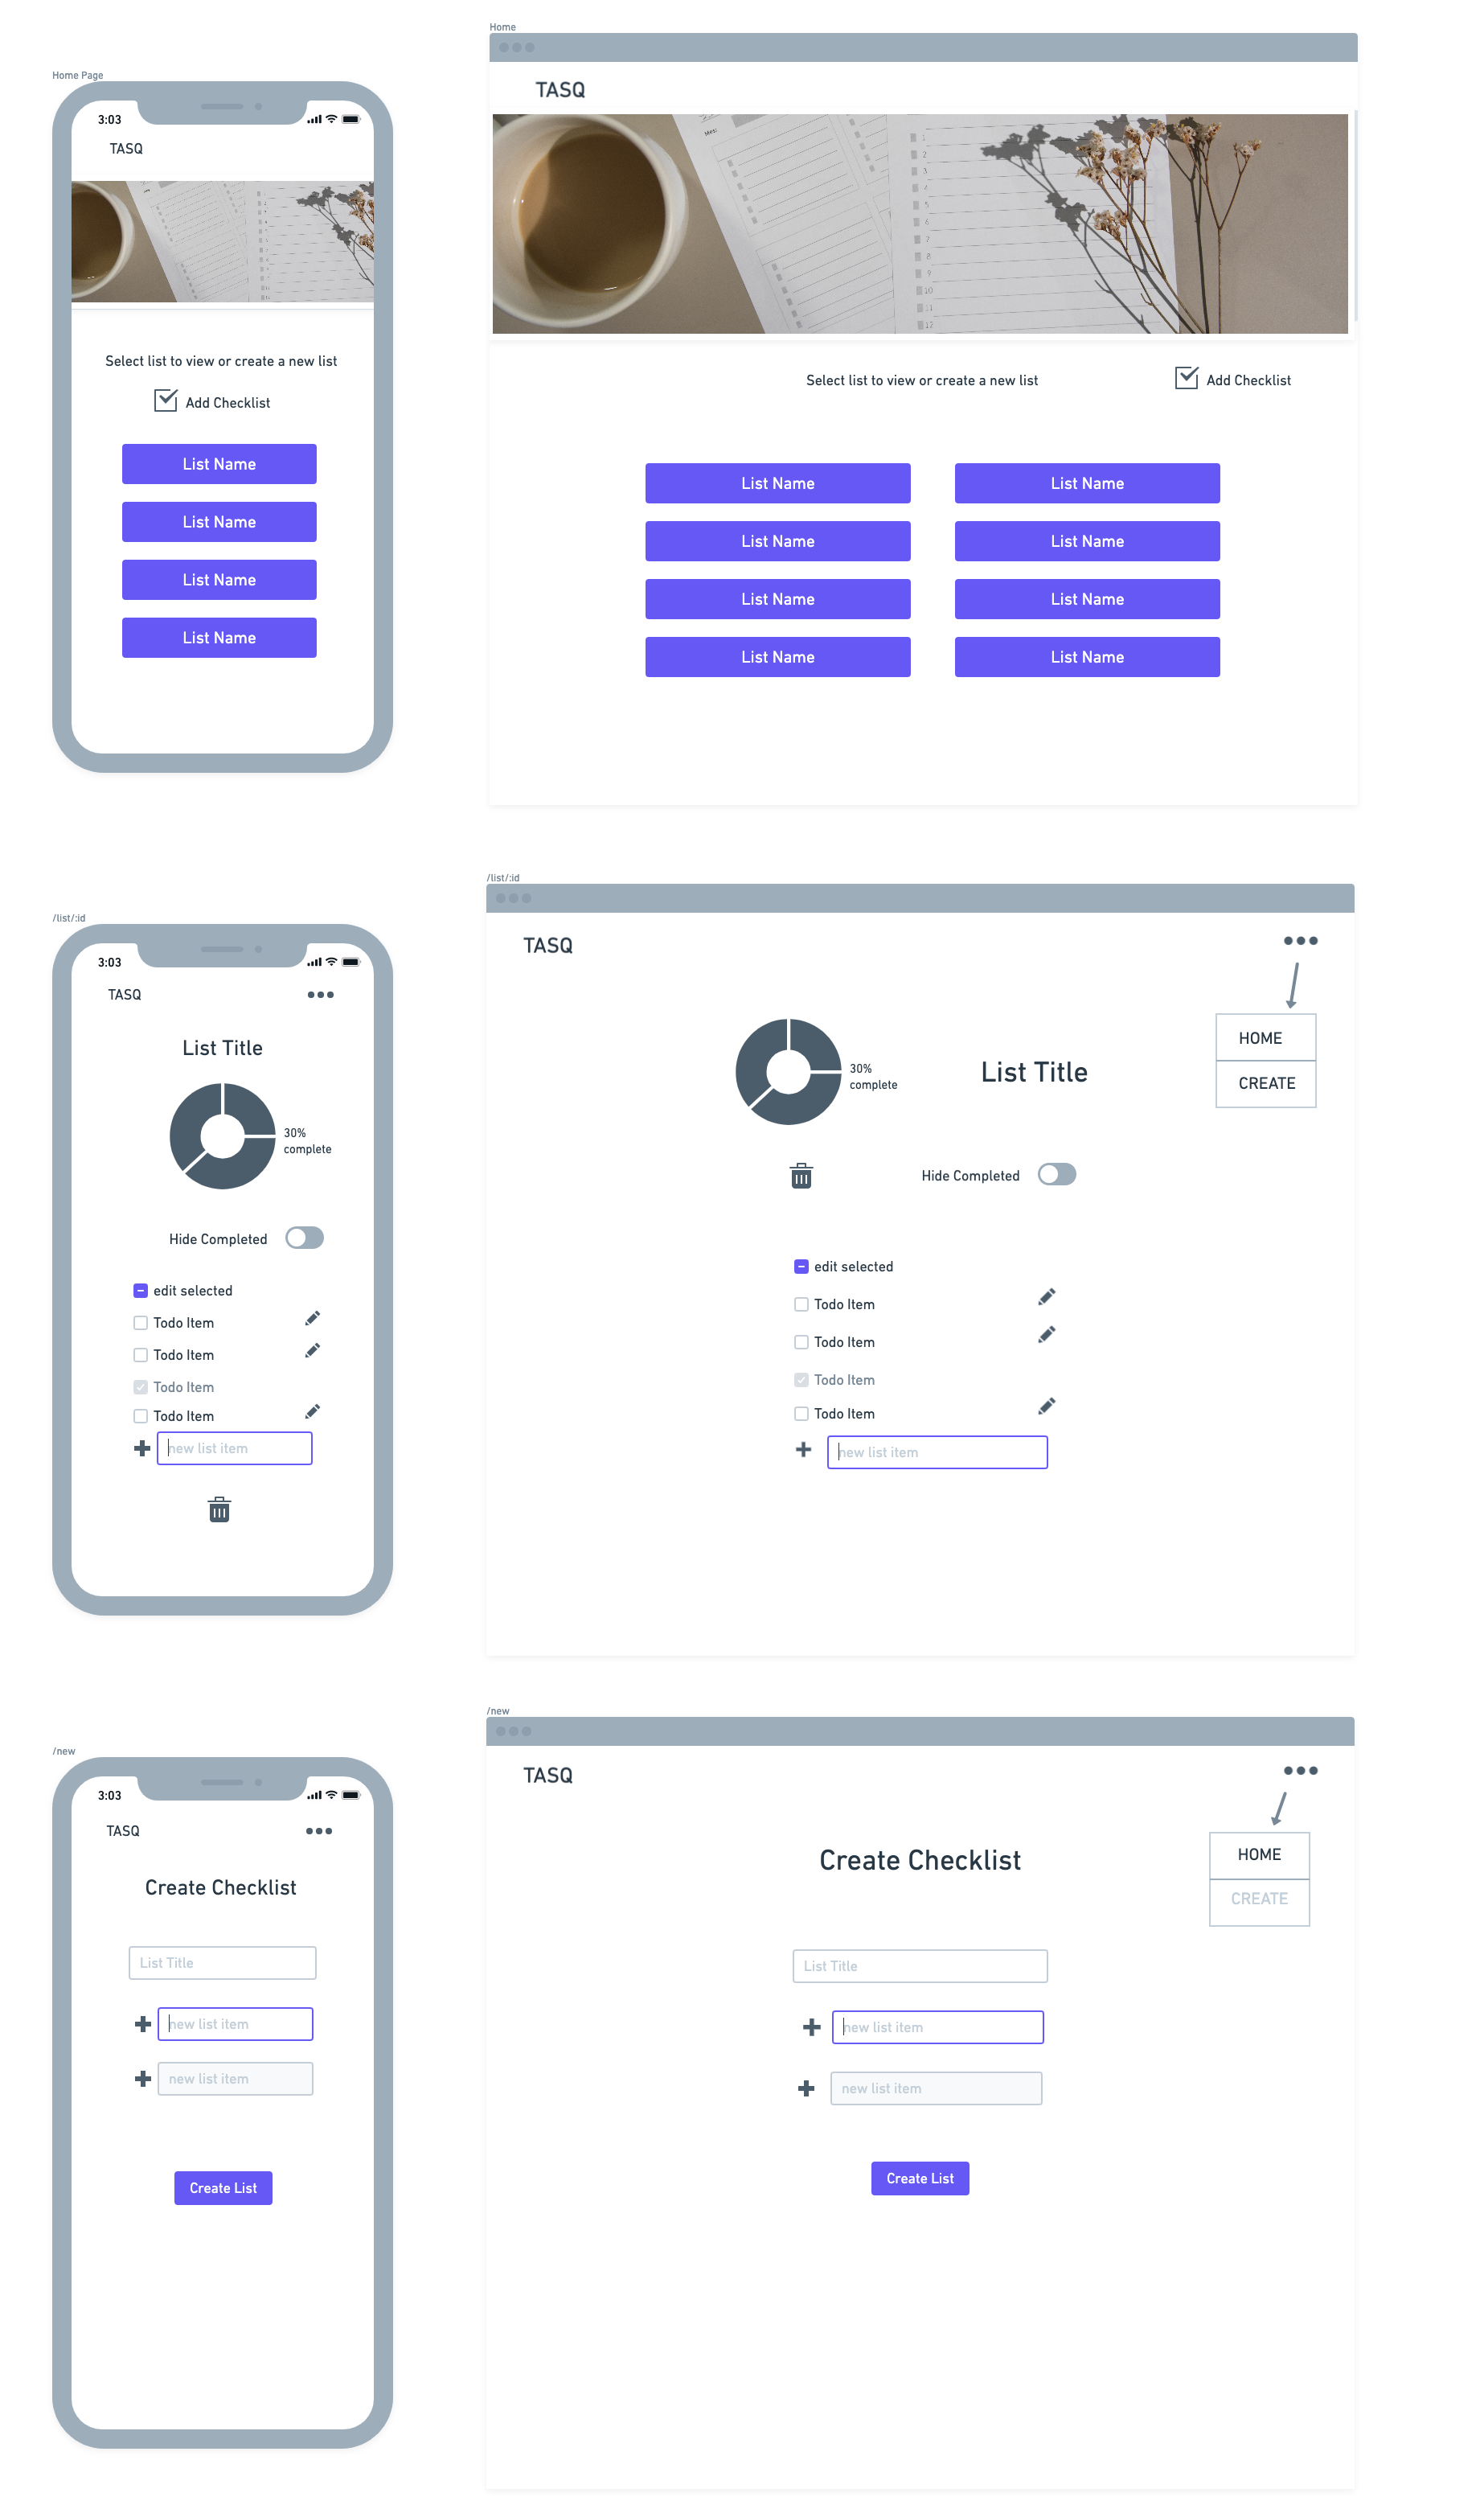 Home Page
3:03
TASQ
Select list to view or create a new list
Add Checklist
List Name
List Name
List Name
List Name
Home
TASQ
Select list to view or create a new list
Add Checklist
List Name
List Name
List Name
List Name
List Name
List Name
List Name
List Name
/list/:id
3:03
TASQ
List Title
30%
complete
Hide Completed
edit selected
Todo Item
Todo Item
Todo Item
Todo Item
new list item
/list/:id
TASQ
HOME
CREATE
30%
complete
List Title
Hide Completed
edit selected
Todo Item
Todo Item
Todo Item
Todo Item
new list item
/new
3:03
TASQ
Create Checklist
List Title
new list item
new list item
Create List
/new
TASQ
HOME
CREATE
Create Checklist
List Title
new list item
new list item
Create List